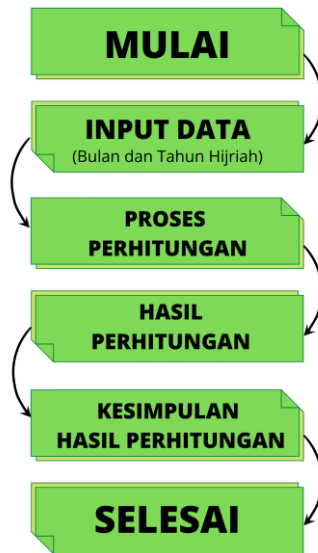 MULAI
INPUT DATA
(Bulan dan Tahun Hijriah)
PROSES
PERHITUNGAN
HASIL
PERHITUNGAN
KESIMPULAN
HASIL PERHITUNGAN
SELESAI